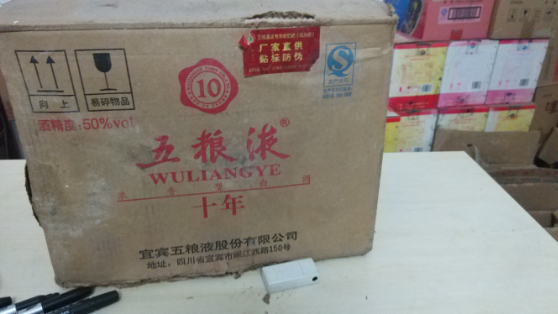 厂家直供
贴标防伪
10
向上
易碎物品
酒精度:50%vol
五粮液®
WULIANGYE
十年
宜宾五粮液股份有限公司
地址:四川省宜宾市岷江西路150号